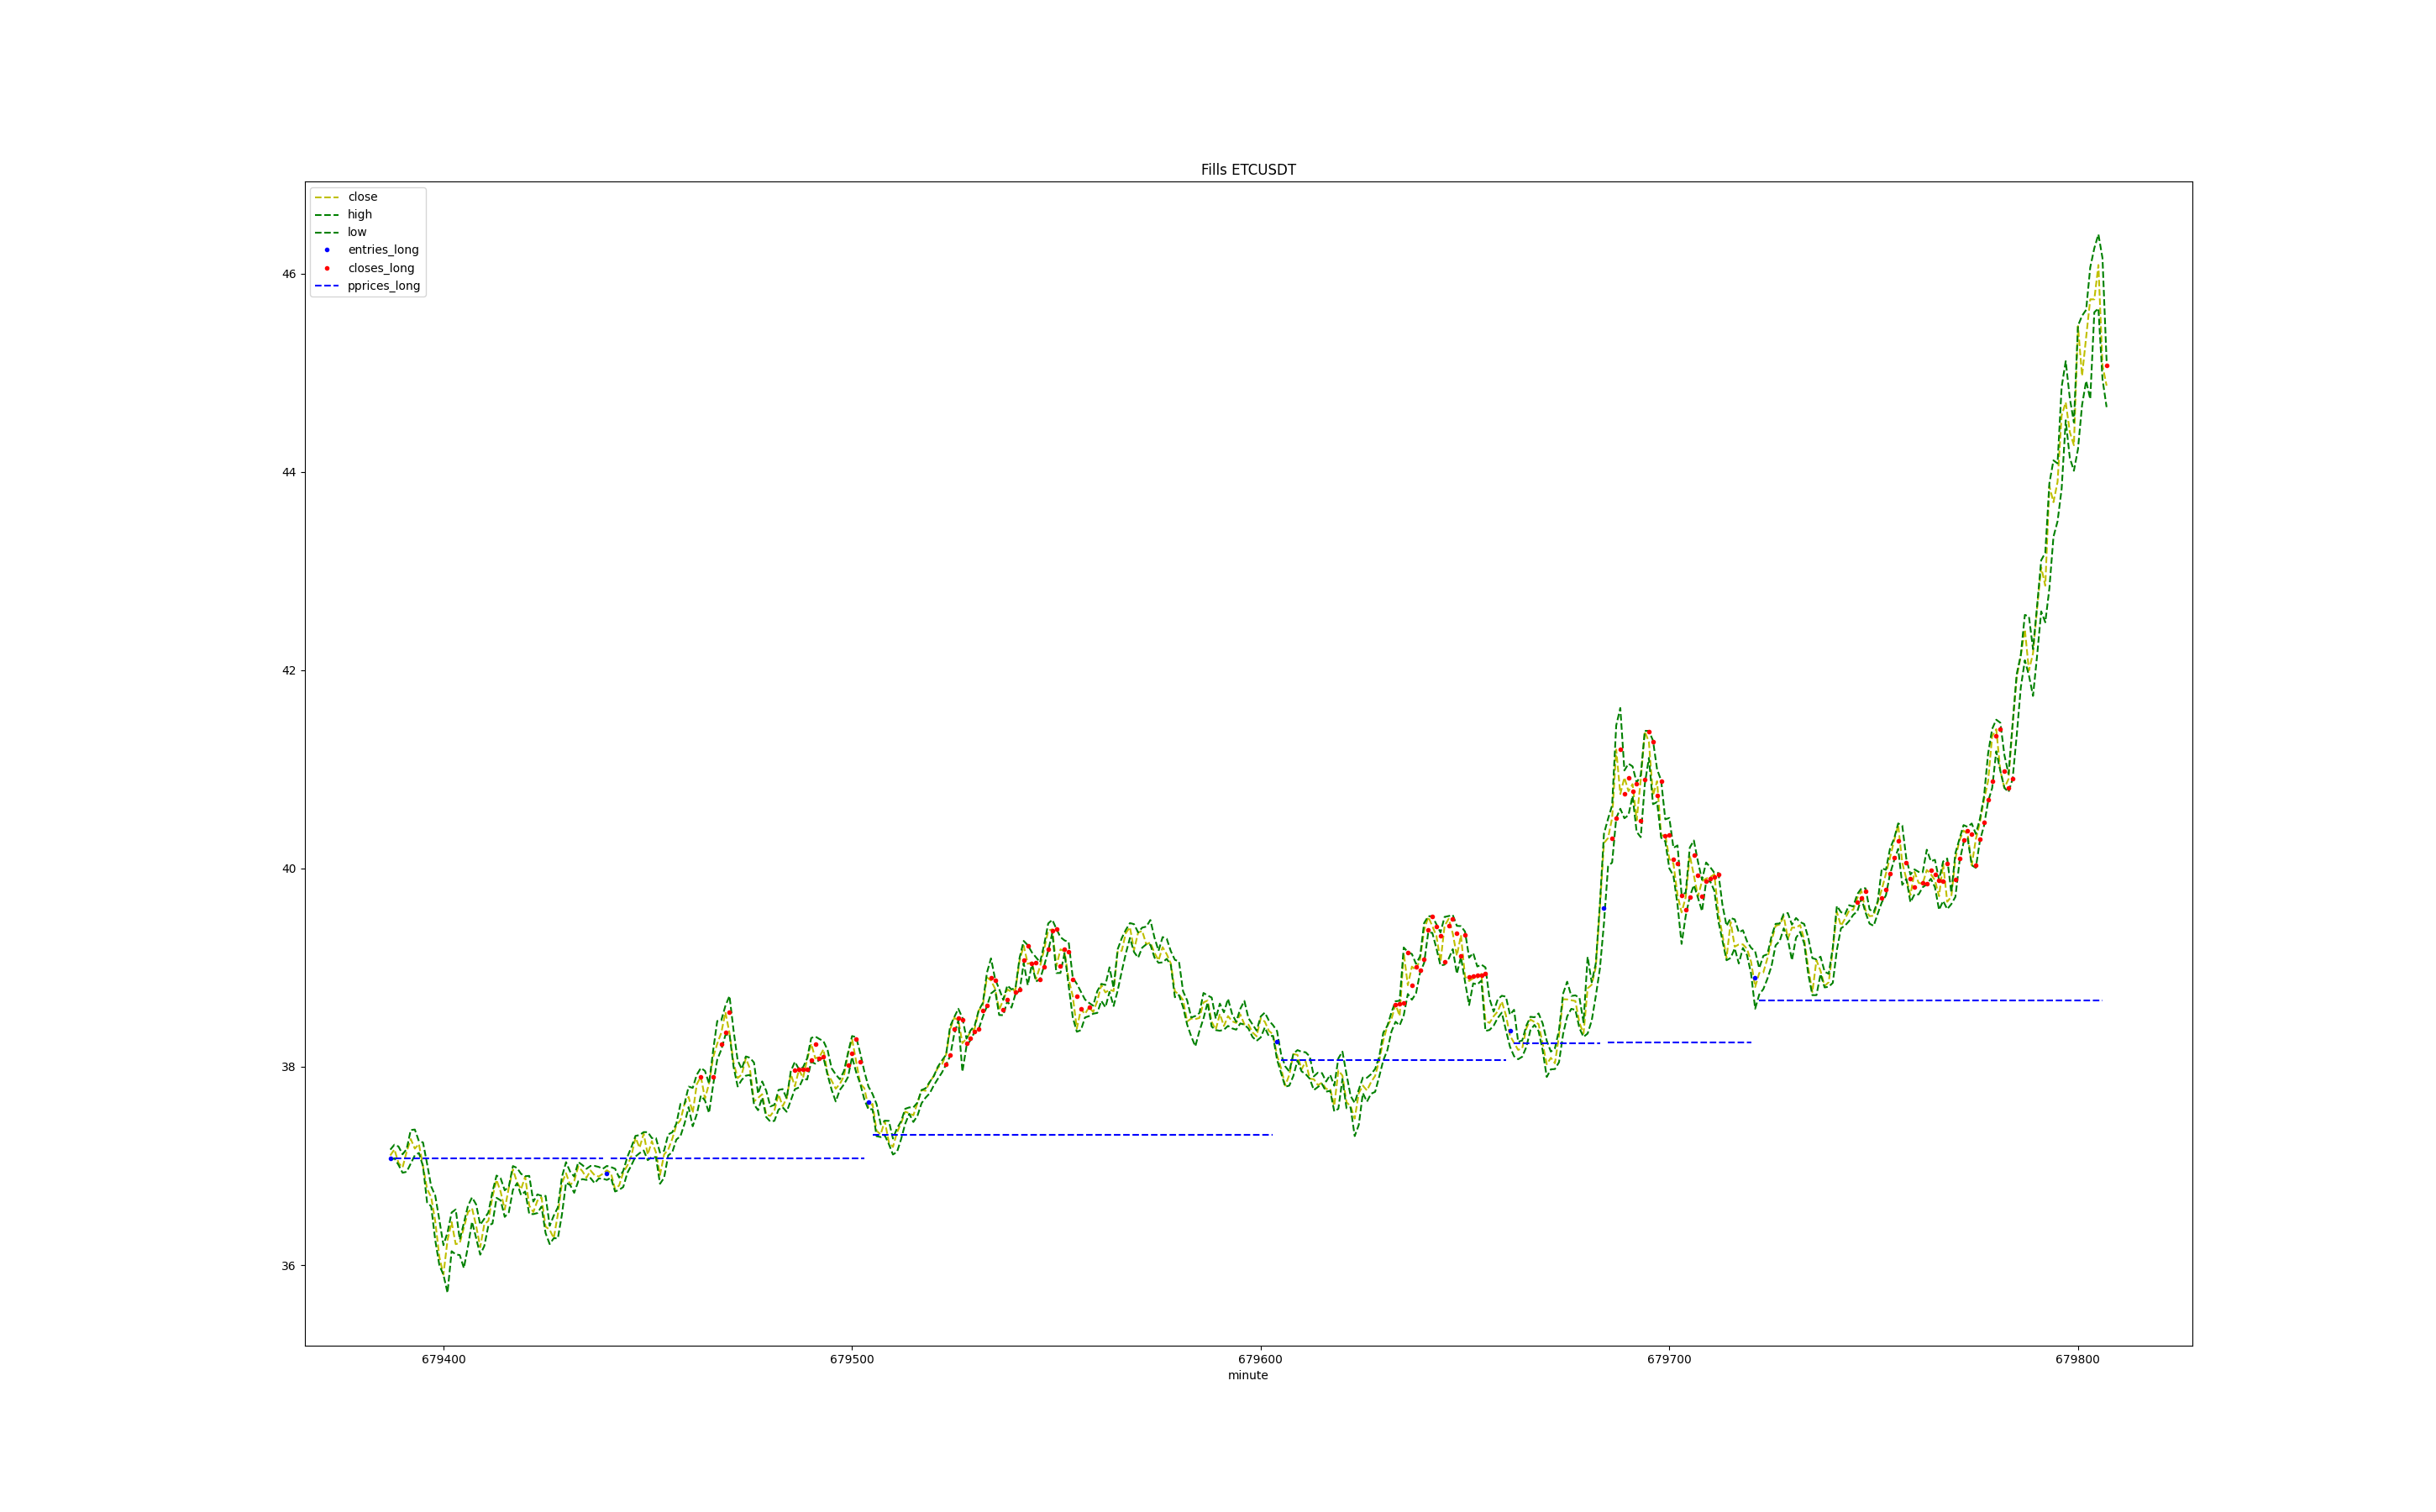 Fills ETCUSDT
close
high
low
entries_long
closes_long
pprices_long
46
44
42
40
38
36
679400 679500 679600 679700 679800
minute